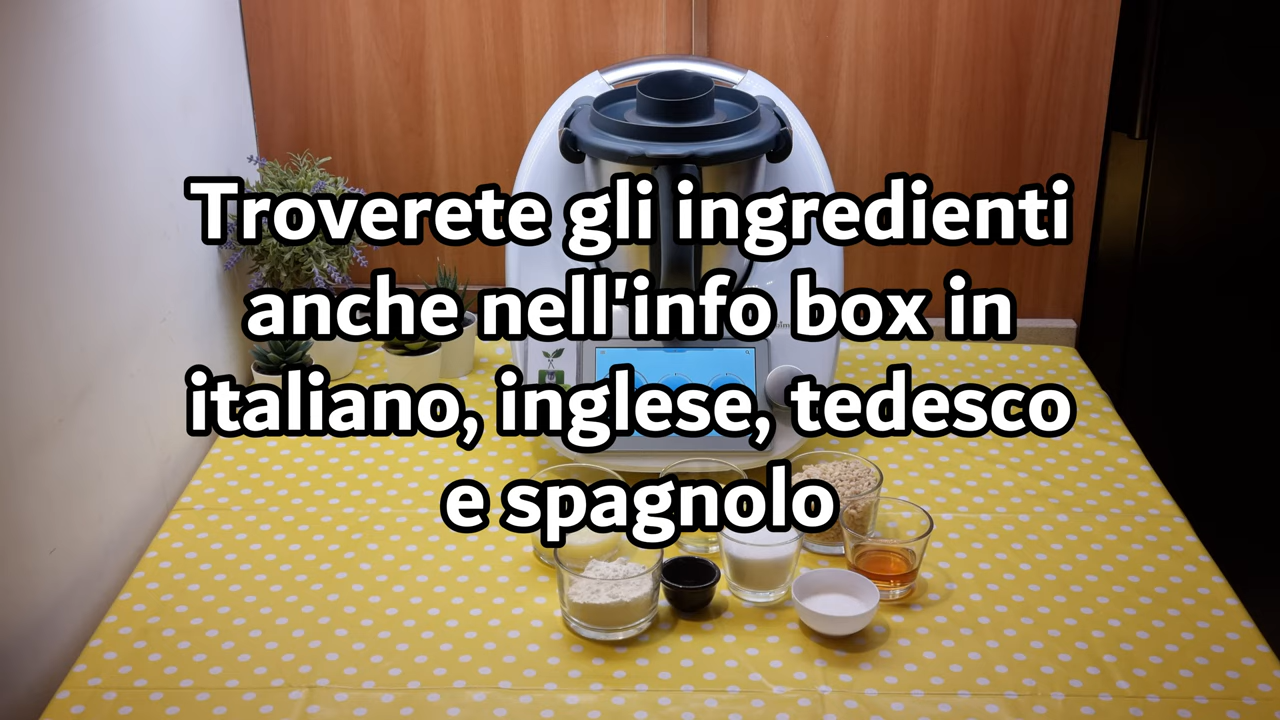 Troverete gli ingredienti
anche nell'info box in
italiano, inglese, tedesco
e spagnolo